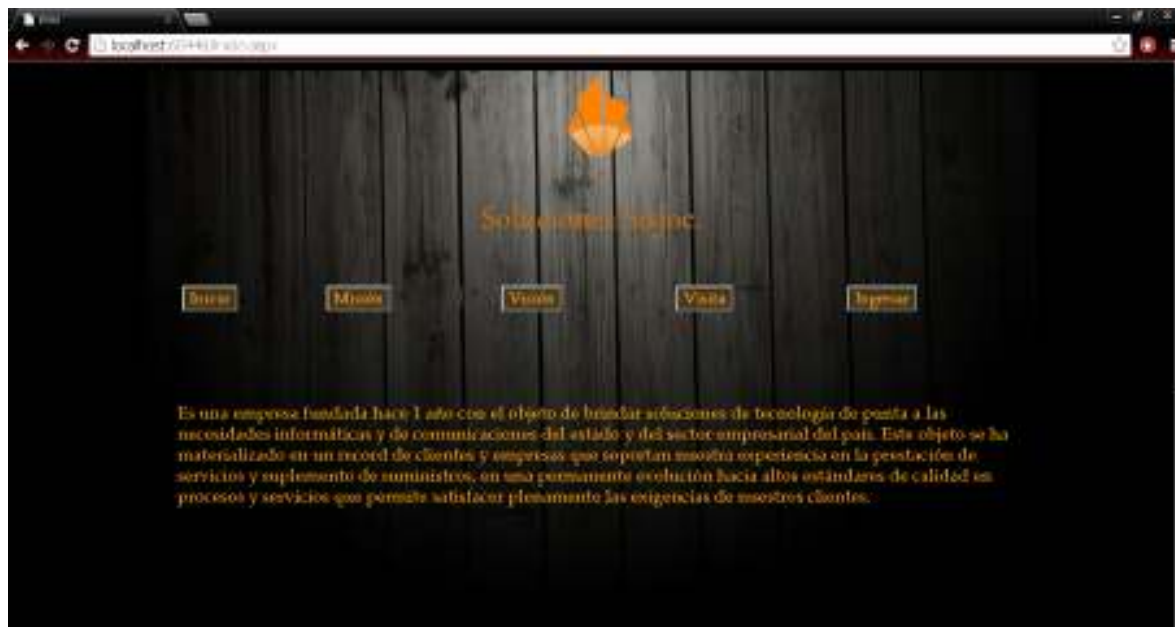 localhost
Soluciones
Inicio
Misión
Visión
Visita
Ingresar
Es una empresa fundada hace 1 año con el objeto de brindar soluciones de tecnología de punta a las
necesidades informáticas y de comunicaciones del estado y del sector empresarial del país. Este objeto se ha
materializado en un record de clientes y empresas que soportan nuestra experiencia en la prestación de
servicios y suplemento de suministros, en una permanente evolución hacia altos estándares de calidad en
procesos y servicios que permite satisfacer plenamente las exigencias de nuestros clientes.